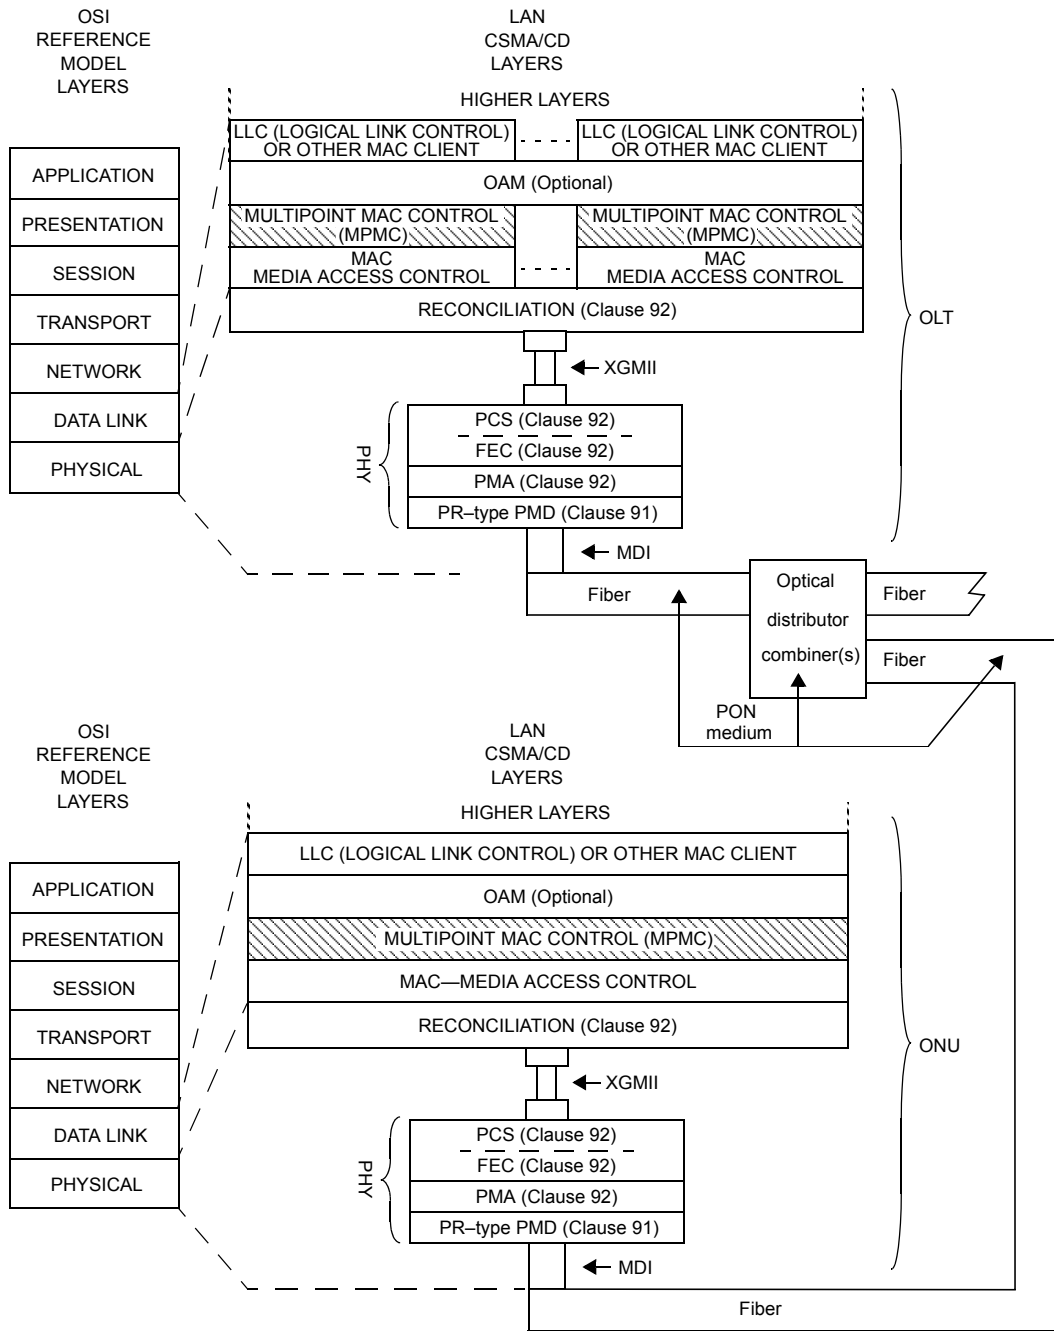 OSI
REFERENCE
MODEL
LAYERS
LAN
CSMA/CD
LAYERS
HIGHER LAYERS
LLC (LOGICAL LINK CONTROL)
OR OTHER MAC CLIENT
LLC (LOGICAL LINK CONTROL)
OR OTHER MAC CLIENT
OAM (Optional)
MULTIPOINT MAC CONTROL
(MPMC)
MULTIPOINT MAC CONTROL
(MPMC)
MAC
MEDIA ACCESS CONTROL
MAC
MEDIA ACCESS CONTROL
RECONCILIATION (Clause 92)
APPLICATION
PRESENTATION
SESSION
TRANSPORT
NETWORK
DATA LINK
PHYSICAL
XGMII
PHY
PCS (Clause 92)
FEC (Clause 92)
PMA (Clause 92)
PR–type PMD (Clause 91)
MDI
OLT
Fiber
Optical
distributor
combiner(s)
Fiber
Fiber
PON
medium
OSI
REFERENCE
MODEL
LAYERS
LAN
CSMA/CD
LAYERS
HIGHER LAYERS
LLC (LOGICAL LINK CONTROL) OR OTHER MAC CLIENT
OAM (Optional)
MULTIPOINT MAC CONTROL (MPMC)
MAC—MEDIA ACCESS CONTROL
RECONCILIATION (Clause 92)
APPLICATION
PRESENTATION
SESSION
TRANSPORT
NETWORK
DATA LINK
PHYSICAL
XGMII
PHY
PCS (Clause 92)
FEC (Clause 92)
PMA (Clause 92)
PR–type PMD (Clause 91)
MDI
ONU
Fiber